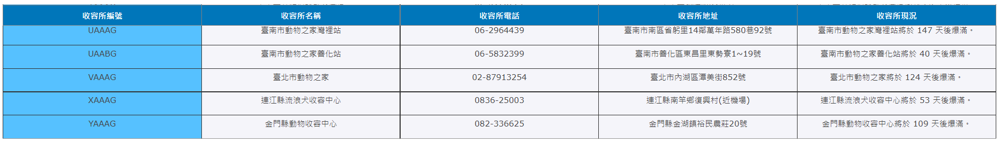 收容所編號 收容所名稱 收容所電話 收容所地址 收容所現況
UAAAG 臺南市動物之家灣裡站 06-2964439 臺南市南區省躬里14鄰萬年路580巷92號 臺南市動物之家灣裡站將於 147 天後爆滿。
UAABG 臺南市動物之家善化站 06-5832399 臺南市善化區東昌里東勢寮1~19號 臺南市動物之家善化站將於 40 天後爆滿。
VAAAG 臺北市動物之家 02-87913254 臺北市內湖區潭美街852號 臺北市動物之家將於 124 天後爆滿。
XAAAG 連江縣流浪犬收容中心 0836-25003 連江縣南竿鄉復興村(近機場) 連江縣流浪犬收容中心將於 53 天後爆滿。
YAAAG 金門縣動物收容中心 082-336625 金門縣金湖鎮裕民農莊20號 金門縣動物收容中心將於 109 天後爆滿。